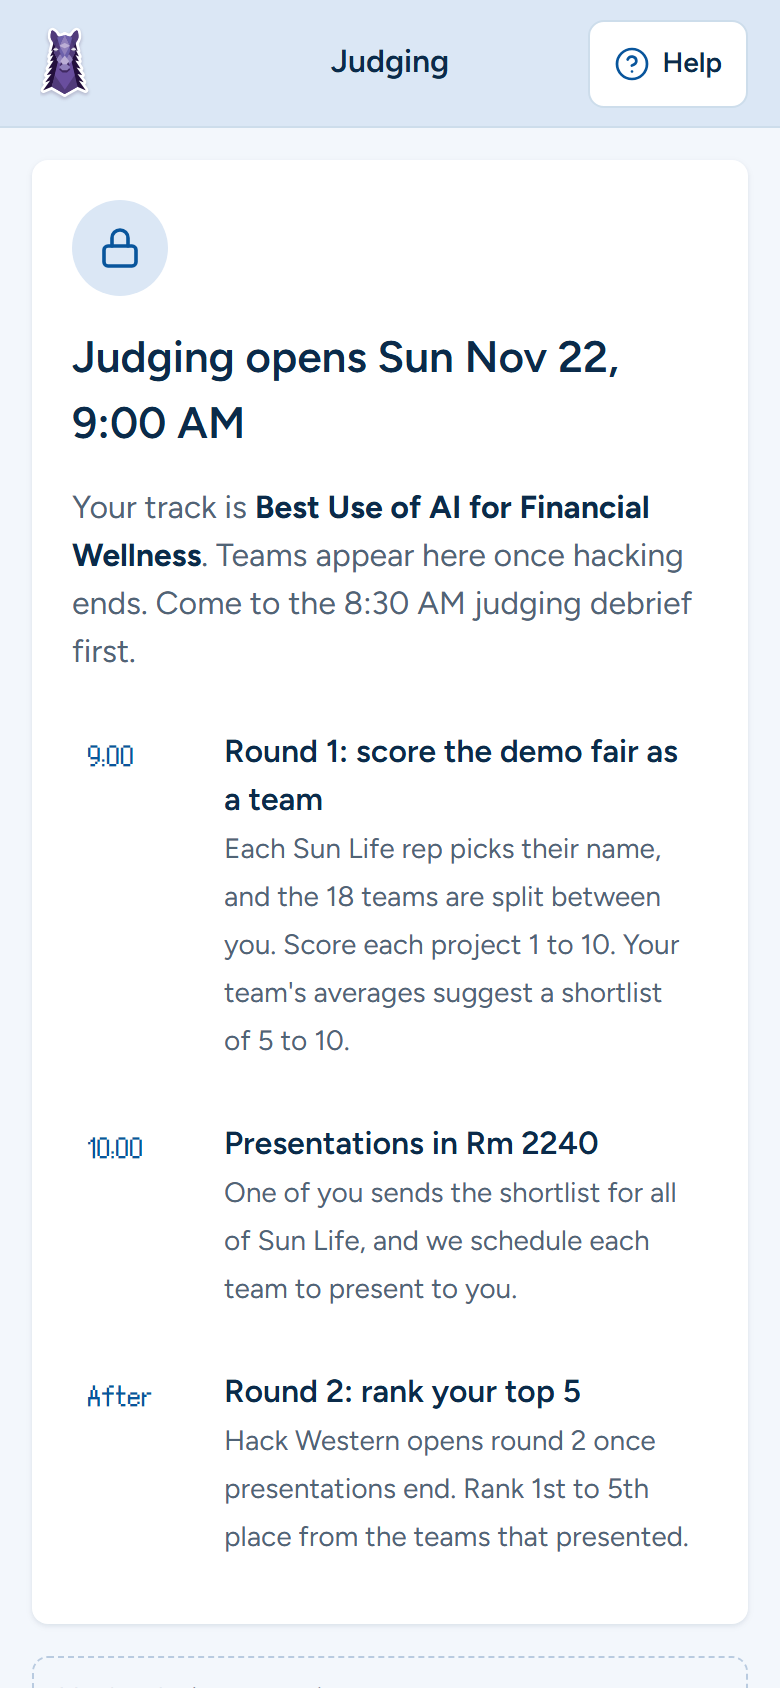 Judging
Help
Judging opens Sun Nov 22,
9:00 AM
Your track is Best Use of AI for Financial
Wellness. Teams appear here once hacking
ends. Come to the 8:30 AM judging debrief
first.
9:00
Round 1: score the demo fair as
a team
Each Sun Life rep picks their name,
and the 18 teams are split between
you. Score each project 1 to 10. Your
team's averages suggest a shortlist
of 5 to 10.
10:00
Presentations in Rm 2240
One of you sends the shortlist for all
of Sun Life, and we schedule each
team to present to you.
After
Round 2: rank your top 5
Hack Western opens round 2 once
presentations end. Rank 1st to 5th
place from the teams that presented.